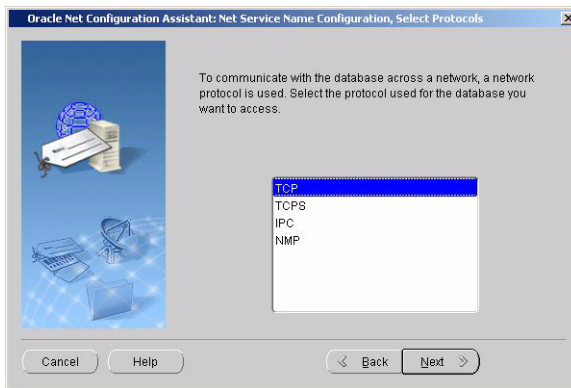 Oracle Net Configuration Assistant: Net Service Name Configuration, Select Protocols
To communicate with the database across a network, a network
protocol is used. Select the protocol used for the database you
want to access.
TCP
TCPS
IPC
NMP
Cancel
Help
Back
Next